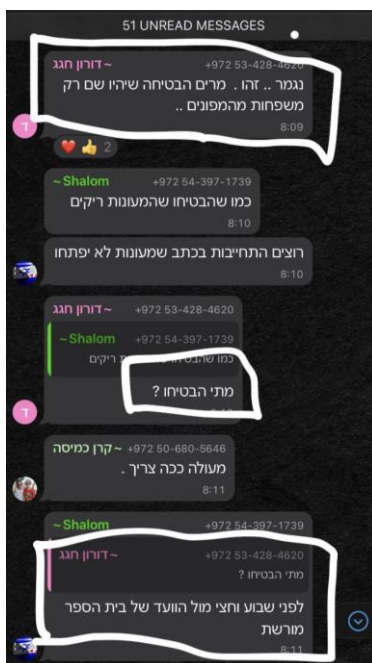 51 UNREAD MESSAGES
~דורון חגג +972 53-428-4620
נגמר .. זהו . מרים הבטיחה שיהיו שם רק
משפחות מהמפונים ..
8:09
ד
❤️👍 2
~Shalom +972 54-397-1739
כמו שהבטיחו שהמעונות ריקים
8:10
רוצים התחייבות בכתב שמעונות לא יפתחו
8:10
~דורון חגג +972 53-428-4620
~Shalom +972 54-397-1739
כמו שהבטיחו ריקים
מתי הבטיחו ?
ד
~קרן כמיסה +972 50-680-5646
מעולה ככה צריך .
8:11
~Shalom +972 54-397-1739
~דורון חגג +972 53-428-4620
מתי הבטיחו ?
לפני שבוע וחצי מול הוועד של בית הספר
מורשת
8:11